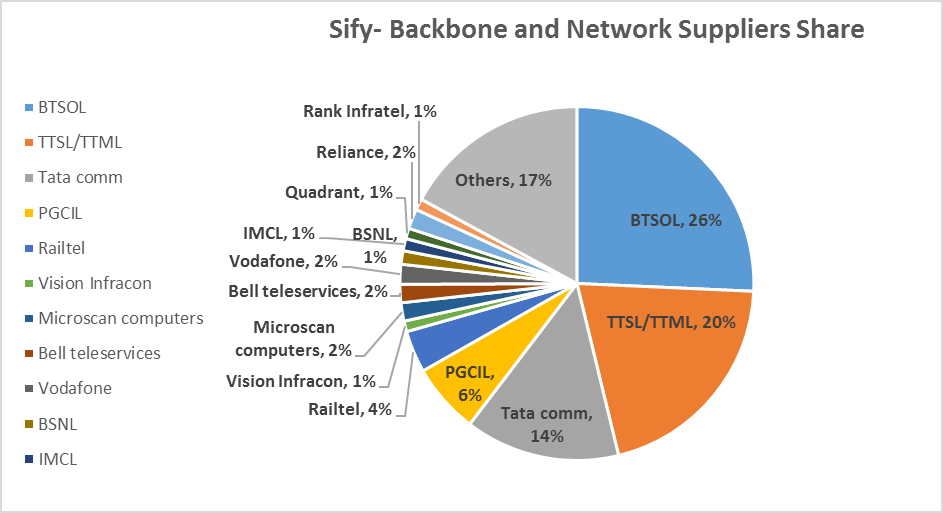 Sify- Backbone and Network Suppliers Share
BTSOL
TTSL/TTML
Tata comm
PGCIL
Railtel
Vision Infracon
Microscan computers
Bell teleservices
Vodafone
BSNL
IMCL
Rank Infratel, 1%
Reliance, 2%
Quadrant, 1%
IMCL, 1%
BSNL,
1%
Vodafone, 2%
Bell teleservices, 2%
Microscan
computers, 2%
Vision Infracon, 1%
Railtel, 4%
PGCIL,
6%
Tata comm,
14%
TTSL/TTML, 20%
BTSOL, 26%
Others, 17%